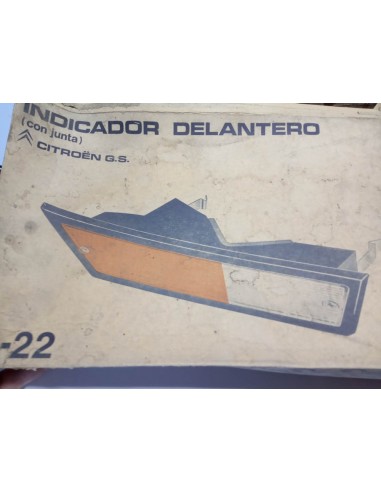 INDICADOR DELANTERO
(con junta)
CITROËN G.S.
-22